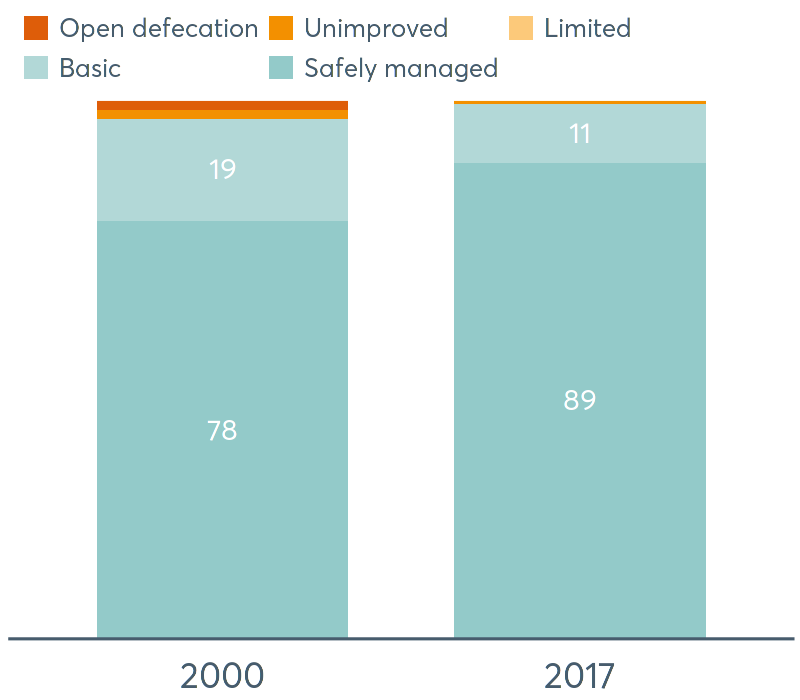 Open defecation Unimproved Limited
Basic Safely managed
19
11
78
89
2000 2017